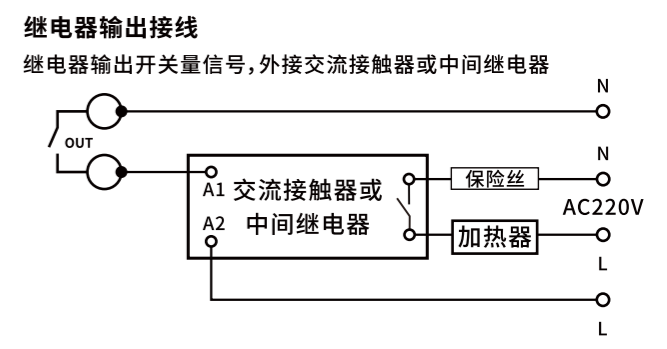 继电器输出接线
继电器输出开关量信号，外接交流接触器或中间继电器
N
OUT
N
A1 交流接触器或
保险丝
AC220V
A2 中间继电器
加热器
L
L